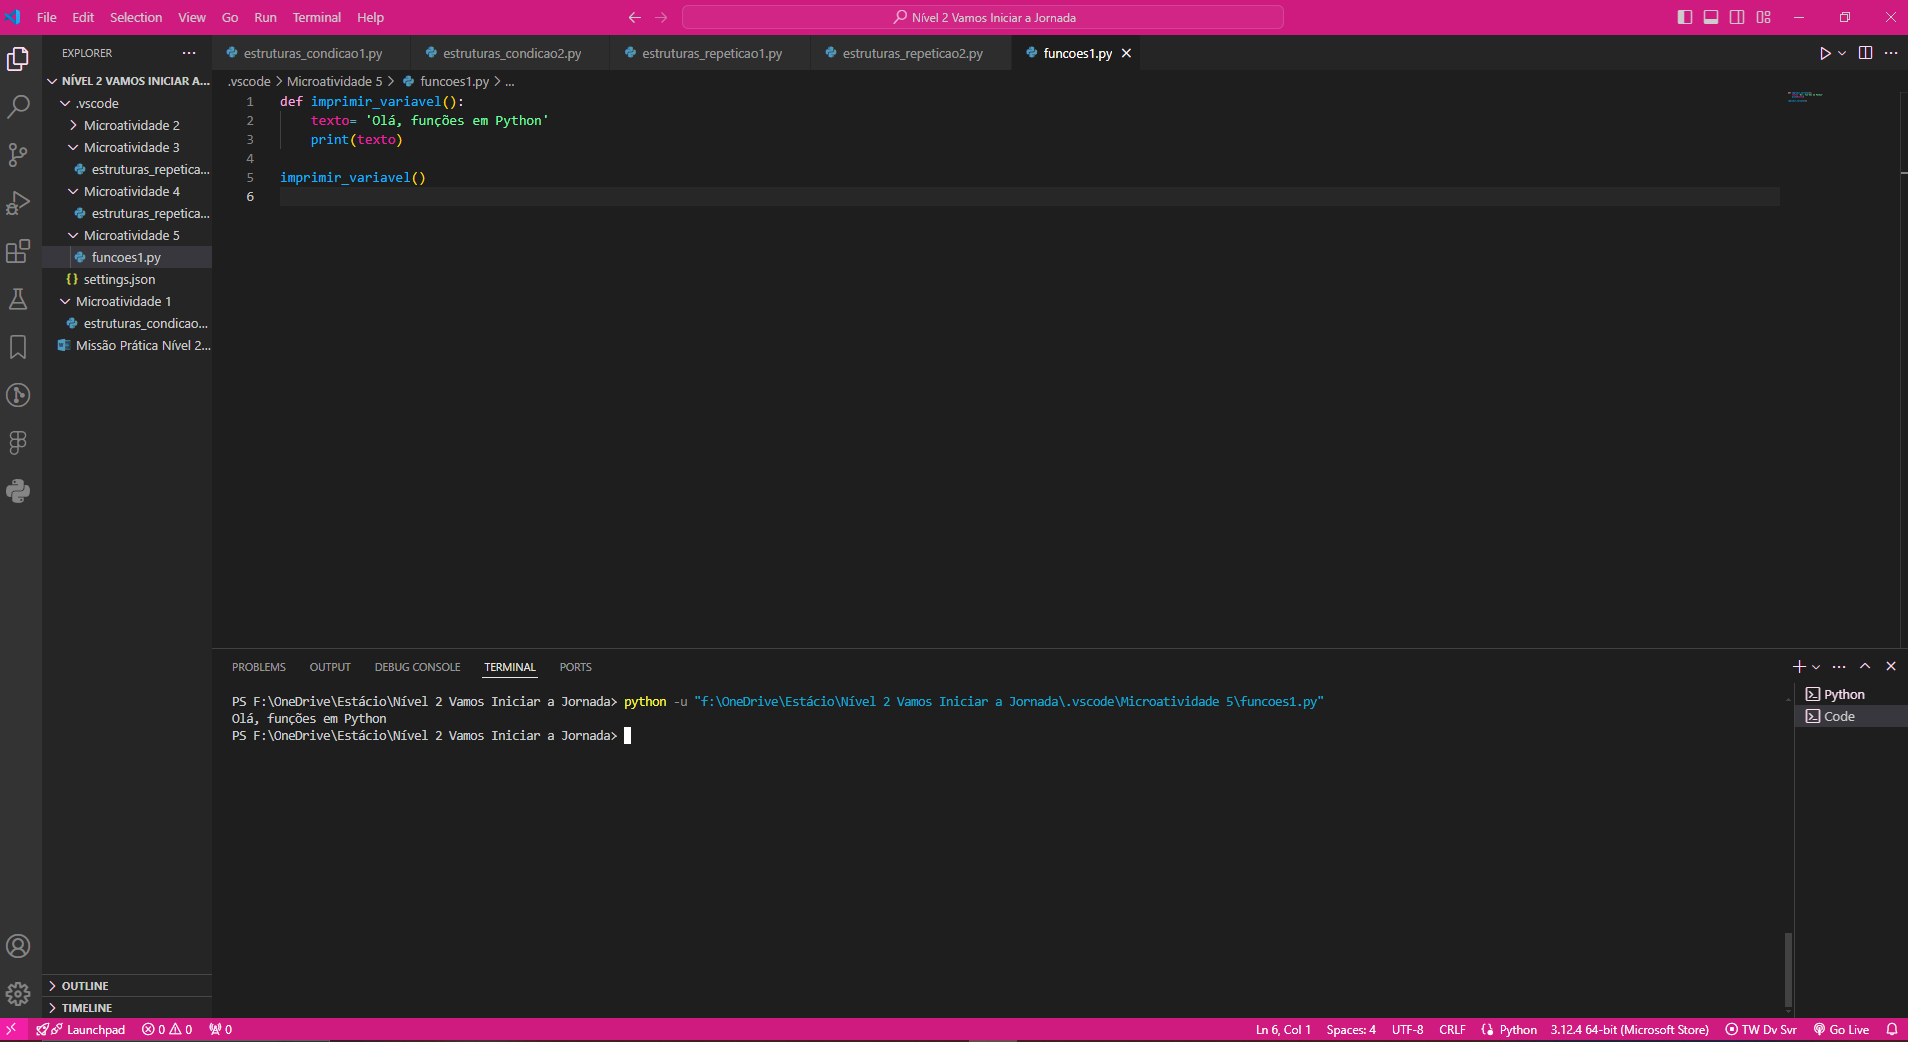 File Edit Selection View Go Run Terminal Help
Nível 2 Vamos Iniciar a Jornada
EXPLORER
estruturas_condicao1.py
estruturas_condicao2.py
estruturas_repeticao1.py
estruturas_repeticao2.py
funcoes1.py
NÍVEL 2 VAMOS INICIAR A...
.vscode
Microatividade 2
Microatividade 3
estruturas_repetica...
Microatividade 4
estruturas_repetica...
Microatividade 5
funcoes1.py
settings.json
Microatividade 1
estruturas_condicao...
Missão Prática Nível 2...
OUTLINE
TIMELINE
.vscode > Microatividade 5 > funcoes1.py > ...
1 def imprimir_variavel():
2 texto= 'Olá, funções em Python'
3 print(texto)
4
5 imprimir_variavel()
6
PROBLEMS OUTPUT DEBUG CONSOLE TERMINAL PORTS
PS F:\OneDrive\Estácio\Nível 2 Vamos Iniciar a Jornada> python -u "f:\OneDrive\Estácio\Nível 2 Vamos Iniciar a Jornada\.vscode\Microatividade 5\funcoes1.py"
Olá, funções em Python
PS F:\OneDrive\Estácio\Nível 2 Vamos Iniciar a Jornada>
Python
Code
Launchpad 0 0 0
Ln 6, Col 1 Spaces: 4 UTF-8 CRLF Python 3.12.4 64-bit (Microsoft Store) TW Dv Svr Go Live